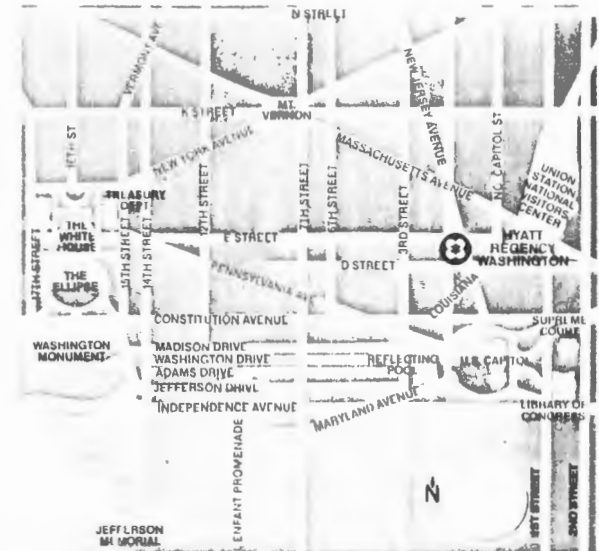 N STREET
VERMONT AVE
NEW JERSEY AVENUE
K STREET
MT.
VERNON
NEW YORK AVENUE
MASSACHUSETTS AVENUE
NC. CAPITOL ST
UNION
STATION
NATIONAL
VISITORS
CENTER
TREASURY
DEPT
12TH STREET
7TH STREET
6TH STREET
3RD STREET
THE
WHITE
HOUSE
17TH STREET
15TH STREET
14TH STREET
E STREET
D STREET
HYATT
REGENCY
WASHINGTON
THE
ELLIPSE
PENNSYLVANIA AVE
LOUISIANA
CONSTITUTION AVENUE
SUPREME
COURT
WASHINGTON
MONUMENT
MADISON DRIVE
WASHINGTON DRIVE
ADAMS DRIVE
JEFFERSON DRIVE
REFLECTING
POOL
U.S. CAPITOL
INDEPENDENCE AVENUE
MARYLAND AVENUE
LIBRARY OF
CONGRESS
ENFANT PROMENADE
N
1ST STREET
2ND STREET
JEFFERSON
MEMORIAL